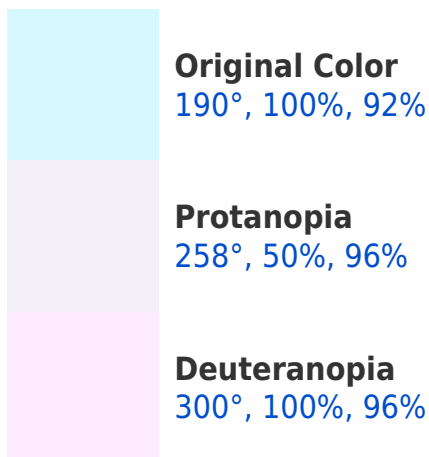 Original Color
190°, 100%, 92%
Protanopia
258°, 50%, 96%
Deuteranopia
300°, 100%, 96%